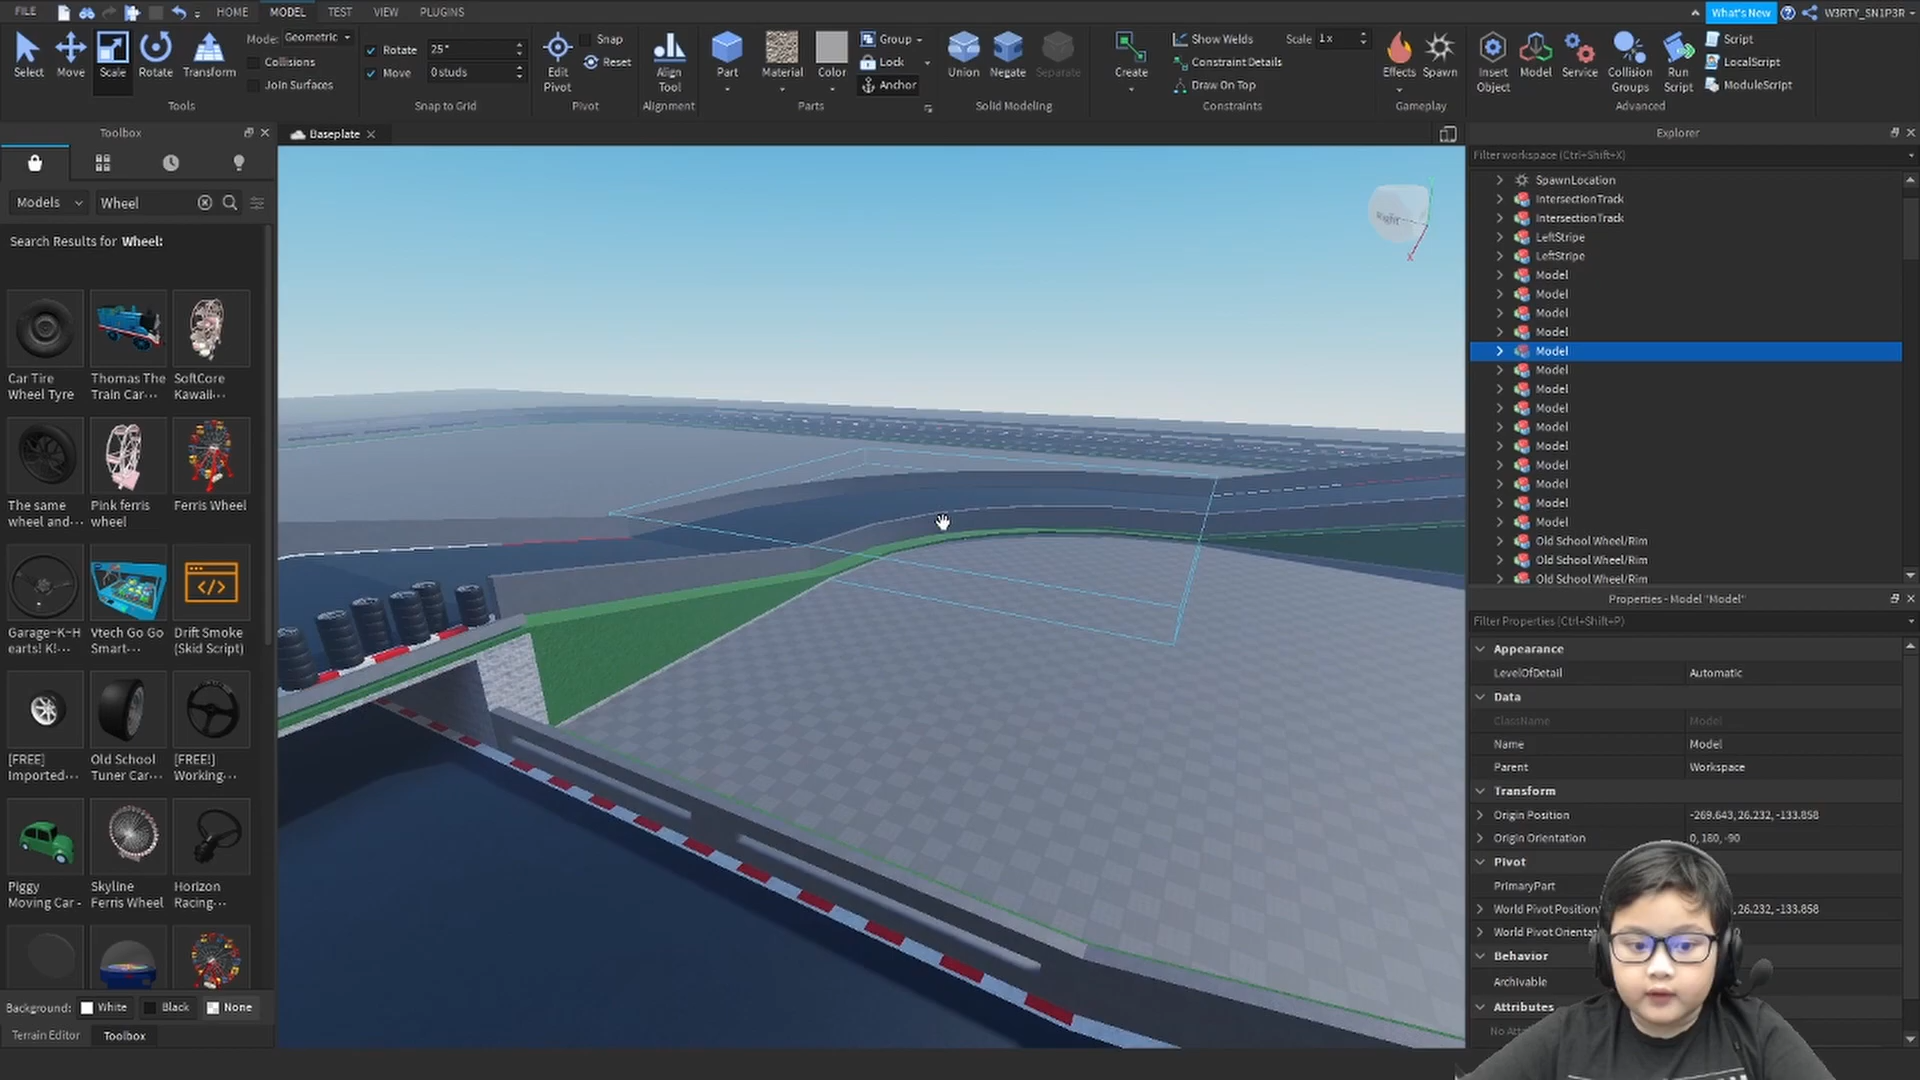 FILE
HOME
MODEL
TEST
VIEW
PLUGINS
What's New
W3RTY_SN1P3R
Select
Move
Scale
Rotate
Transform
Mode: Geometric
Collisions
Join Surfaces
Tools
Rotate 25°
Move 0 studs
Snap to Grid
Edit Pivot
Snap
Reset
Pivot
Align Tool
Alignment
Part
Material
Color
Group
Lock
Anchor
Parts
Union
Negate
Separate
Solid Modeling
Create
Show Welds
Scale 1x
Constraint Details
Draw On Top
Constraints
Effects
Spawn
Gameplay
Insert Object
Model
Service
Collision Groups
Run Script
Script
LocalScript
ModuleScript
Advanced
Toolbox
Models
Wheel
Search Results for Wheel:
Car Tire Wheel Tyre
Thomas The Train Car...
SoftCore Kawaii...
The same wheel and...
Pink ferris wheel
Ferris Wheel
Garage-K-H earts! K!...
Vtech Go Go Smart-...
Drift Smoke (Skid Script)
[FREE] Imported...
Old School Tuner Car...
[FREE!] Working...
Piggy Moving Car -
Skyline Ferris Wheel
Horizon Racing...
Background: White Black None
Terrain Editor
Toolbox
Baseplate
Right
X
Explorer
Filter workspace (Ctrl+Shift+X)
SpawnLocation
IntersectionTrack
IntersectionTrack
LeftStripe
LeftStripe
Model
Model
Model
Model
Model
Model
Model
Model
Model
Model
Model
Model
Model
Model
Old School Wheel/Rim
Old School Wheel/Rim
Old School Wheel/Rim
Properties - Model "Model"
Filter Properties (Ctrl+Shift+P)
Appearance
LevelOfDetail Automatic
Data
ClassName Model
Name Model
Parent Workspace
Transform
Origin Position -269.643, 26.232, -133.858
Origin Orientation 0, 180, -90
Pivot
PrimaryPart
World Pivot Position 26.232, -133.858
World Pivot Orientat
Behavior
Archivable
Attributes